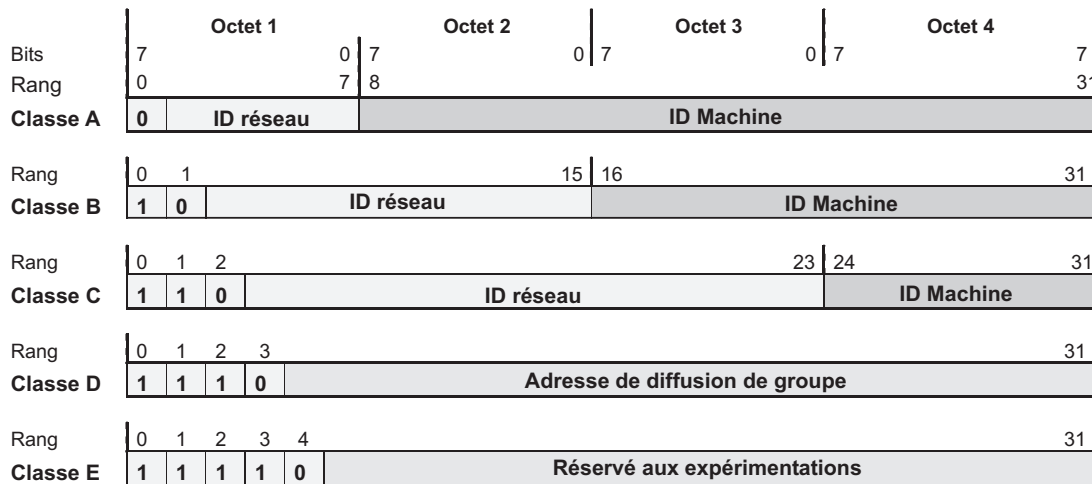 Octet 1 Octet 2 Octet 3 Octet 4
Bits 7 0 7 0 7 0 7 7
Rang 0 7 8 31
Classe A 0 ID réseau ID Machine
Rang 0 1 15 16 31
Classe B 1 0 ID réseau ID Machine
Rang 0 1 2 23 24 31
Classe C 1 1 0 ID réseau ID Machine
Rang 0 1 2 3 31
Classe D 1 1 1 0 Adresse de diffusion de groupe
Rang 0 1 2 3 4 31
Classe E 1 1 1 1 0 Réservé aux expérimentations